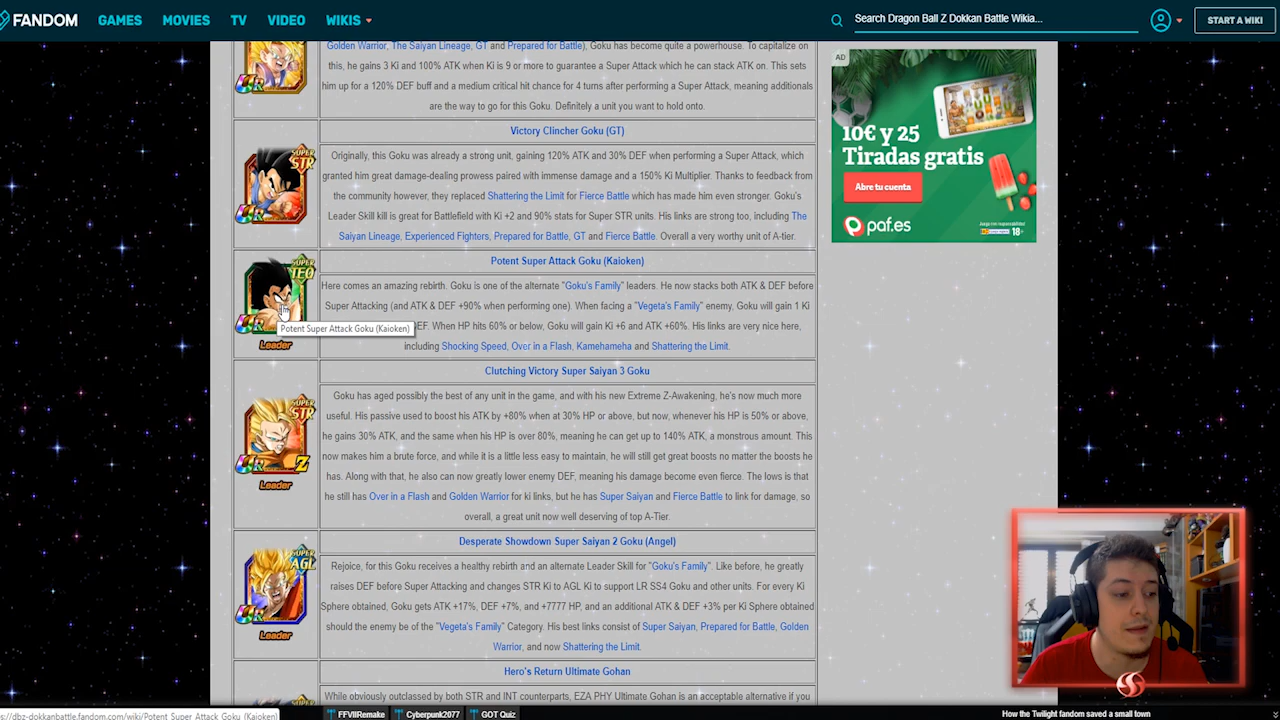 FANDOM GAMES MOVIES TV VIDEO WIKIS Search Dragon Ball Z Dokkan Battle Wikia... START A WIKI
Golden Warrior, The Saiyan Lineage, GT and Prepared for Battle), Goku has become quite a powerhouse. To capitalize on
this, he gains 3 Ki and 100% ATK when Ki is 9 or more to guarantee a Super Attack which he can stack ATK on. This sets
him up for a 120% DEF buff and a medium critical hit chance for 4 turns after performing a Super Attack, meaning additionals
are the way to go for this Goku. Definitely a unit you want to hold onto.
UR
Victory Clincher Goku (GT)
SUPER
STR
UR
Originally, this Goku was already a strong unit, gaining 120% ATK and 30% DEF when performing a Super Attack, which
granted him great damage-dealing prowess paired with immense damage and a 150% Ki Multiplier. Thanks to feedback from
the community however, they replaced Shattering the Limit for Fierce Battle which has made him even stronger. Goku's
Leader Skill kill is great for Battlefield with Ki +2 and 90% stats for Super STR units. His links are strong too, including The
Saiyan Lineage, Experienced Fighters, Prepared for Battle, GT and Fierce Battle. Overall a very worthy unit of A-tier.
Potent Super Attack Goku (Kaioken)
SUPER
TEQ
UR
Leader
Here comes an amazing rebirth. Goku is one of the alternate "Goku's Family" leaders. He now stacks both ATK & DEF before
Super Attacking (and ATK & DEF +90% when performing one). When facing a "Vegeta's Family" enemy, Goku will gain 1 Ki
EF. When HP hits 60% or below, Goku will gain Ki +6 and ATK +60%. His links are very nice here,
including Shocking Speed, Over in a Flash, Kamehameha and Shattering the Limit.
Potent Super Attack Goku (Kaioken)
Clutching Victory Super Saiyan 3 Goku
SUPER
STR
UR Z
Leader
Goku has aged possibly the best of any unit in the game, and with his new Extreme Z-Awakening, he's now much more
useful. His passive used to boost his ATK by +80% when at 30% HP or above, but now, whenever his HP is 50% or above,
he gains 30% ATK, and the same when his HP is over 80%, meaning he can get up to 140% ATK, a monstrous amount. This
now makes him a brute force, and while it is a little less easy to maintain, he will still get great boosts no matter the boosts he
has. Along with that, he also can now greatly lower enemy DEF, meaning his damage become even fierce. The lows is that
he still has Over in a Flash and Golden Warrior for ki links, but he has Super Saiyan and Fierce Battle to link for damage, so
overall, a great unit now well deserving of top A-Tier.
Desperate Showdown Super Saiyan 2 Goku (Angel)
SUPER
AGL
UR
Leader
Rejoice, for this Goku receives a healthy rebirth and an alternate Leader Skill for "Goku's Family". Like before, he greatly
raises DEF before Super Attacking and changes STR Ki to AGL Ki to support LR SS4 Goku and other units. For every Ki
Sphere obtained, Goku gets ATK +17%, DEF +7%, and +7777 HP, and an additional ATK & DEF +3% per Ki Sphere obtained
should the enemy be of the "Vegeta's Family" Category. His best links consist of Super Saiyan, Prepared for Battle, Golden
Warrior, and now Shattering the Limit.
Hero's Return Ultimate Gohan
While obviously outclassed by both STR and INT counterparts, EZA PHY Ultimate Gohan is an acceptable alternative if you
AD
10€ y 25
Tiradas gratis
Abre tu cuenta
paf.es
18+
s://dbz-dokkanbattle.fandom.com/wiki/Potent_Super_Attack_Goku_(Kaioken)
FFVIIRemake Cyberpunk2077 GOT Quiz How the Twilight fandom saved a small town